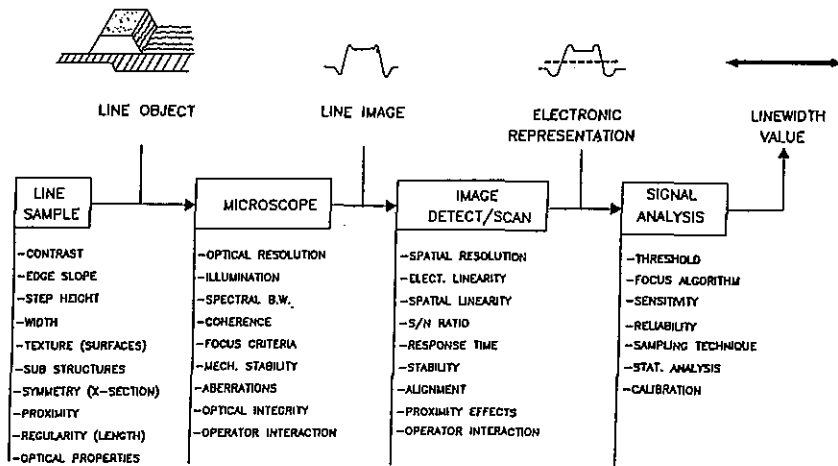 LINE OBJECT
LINE IMAGE
ELECTRONIC
REPRESENTATION
LINEWIDTH
VALUE
LINE
SAMPLE
-CONTRAST
-EDGE SLOPE
-STEP HEIGHT
-WIDTH
-TEXTURE (SURFACES)
-SUB STRUCTURES
-SYMMETRY (X-SECTION)
-PROXIMITY
-REGULARITY (LENGTH)
-OPTICAL PROPERTIES
MICROSCOPE
-OPTICAL RESOLUTION
-ILLUMINATION
-SPECTRAL B.W.
-COHERENCE
-FOCUS CRITERIA
-MECH. STABILITY
-ABERRATIONS
-OPTICAL INTEGRITY
-OPERATOR INTERACTION
IMAGE
DETECT/SCAN
-SPATIAL RESOLUTION
-ELECT. LINEARITY
-SPATIAL LINEARITY
-S/N RATIO
-RESPONSE TIME
-STABILITY
-ALIGNMENT
-PROXIMITY EFFECTS
-OPERATOR INTERACTION
SIGNAL
ANALYSIS
-THRESHOLD
-FOCUS ALGORITHM
-SENSITIVITY
-RELIABILITY
-SAMPLING TECHNIQUE
-STAT. ANALYSIS
-CALIBRATION